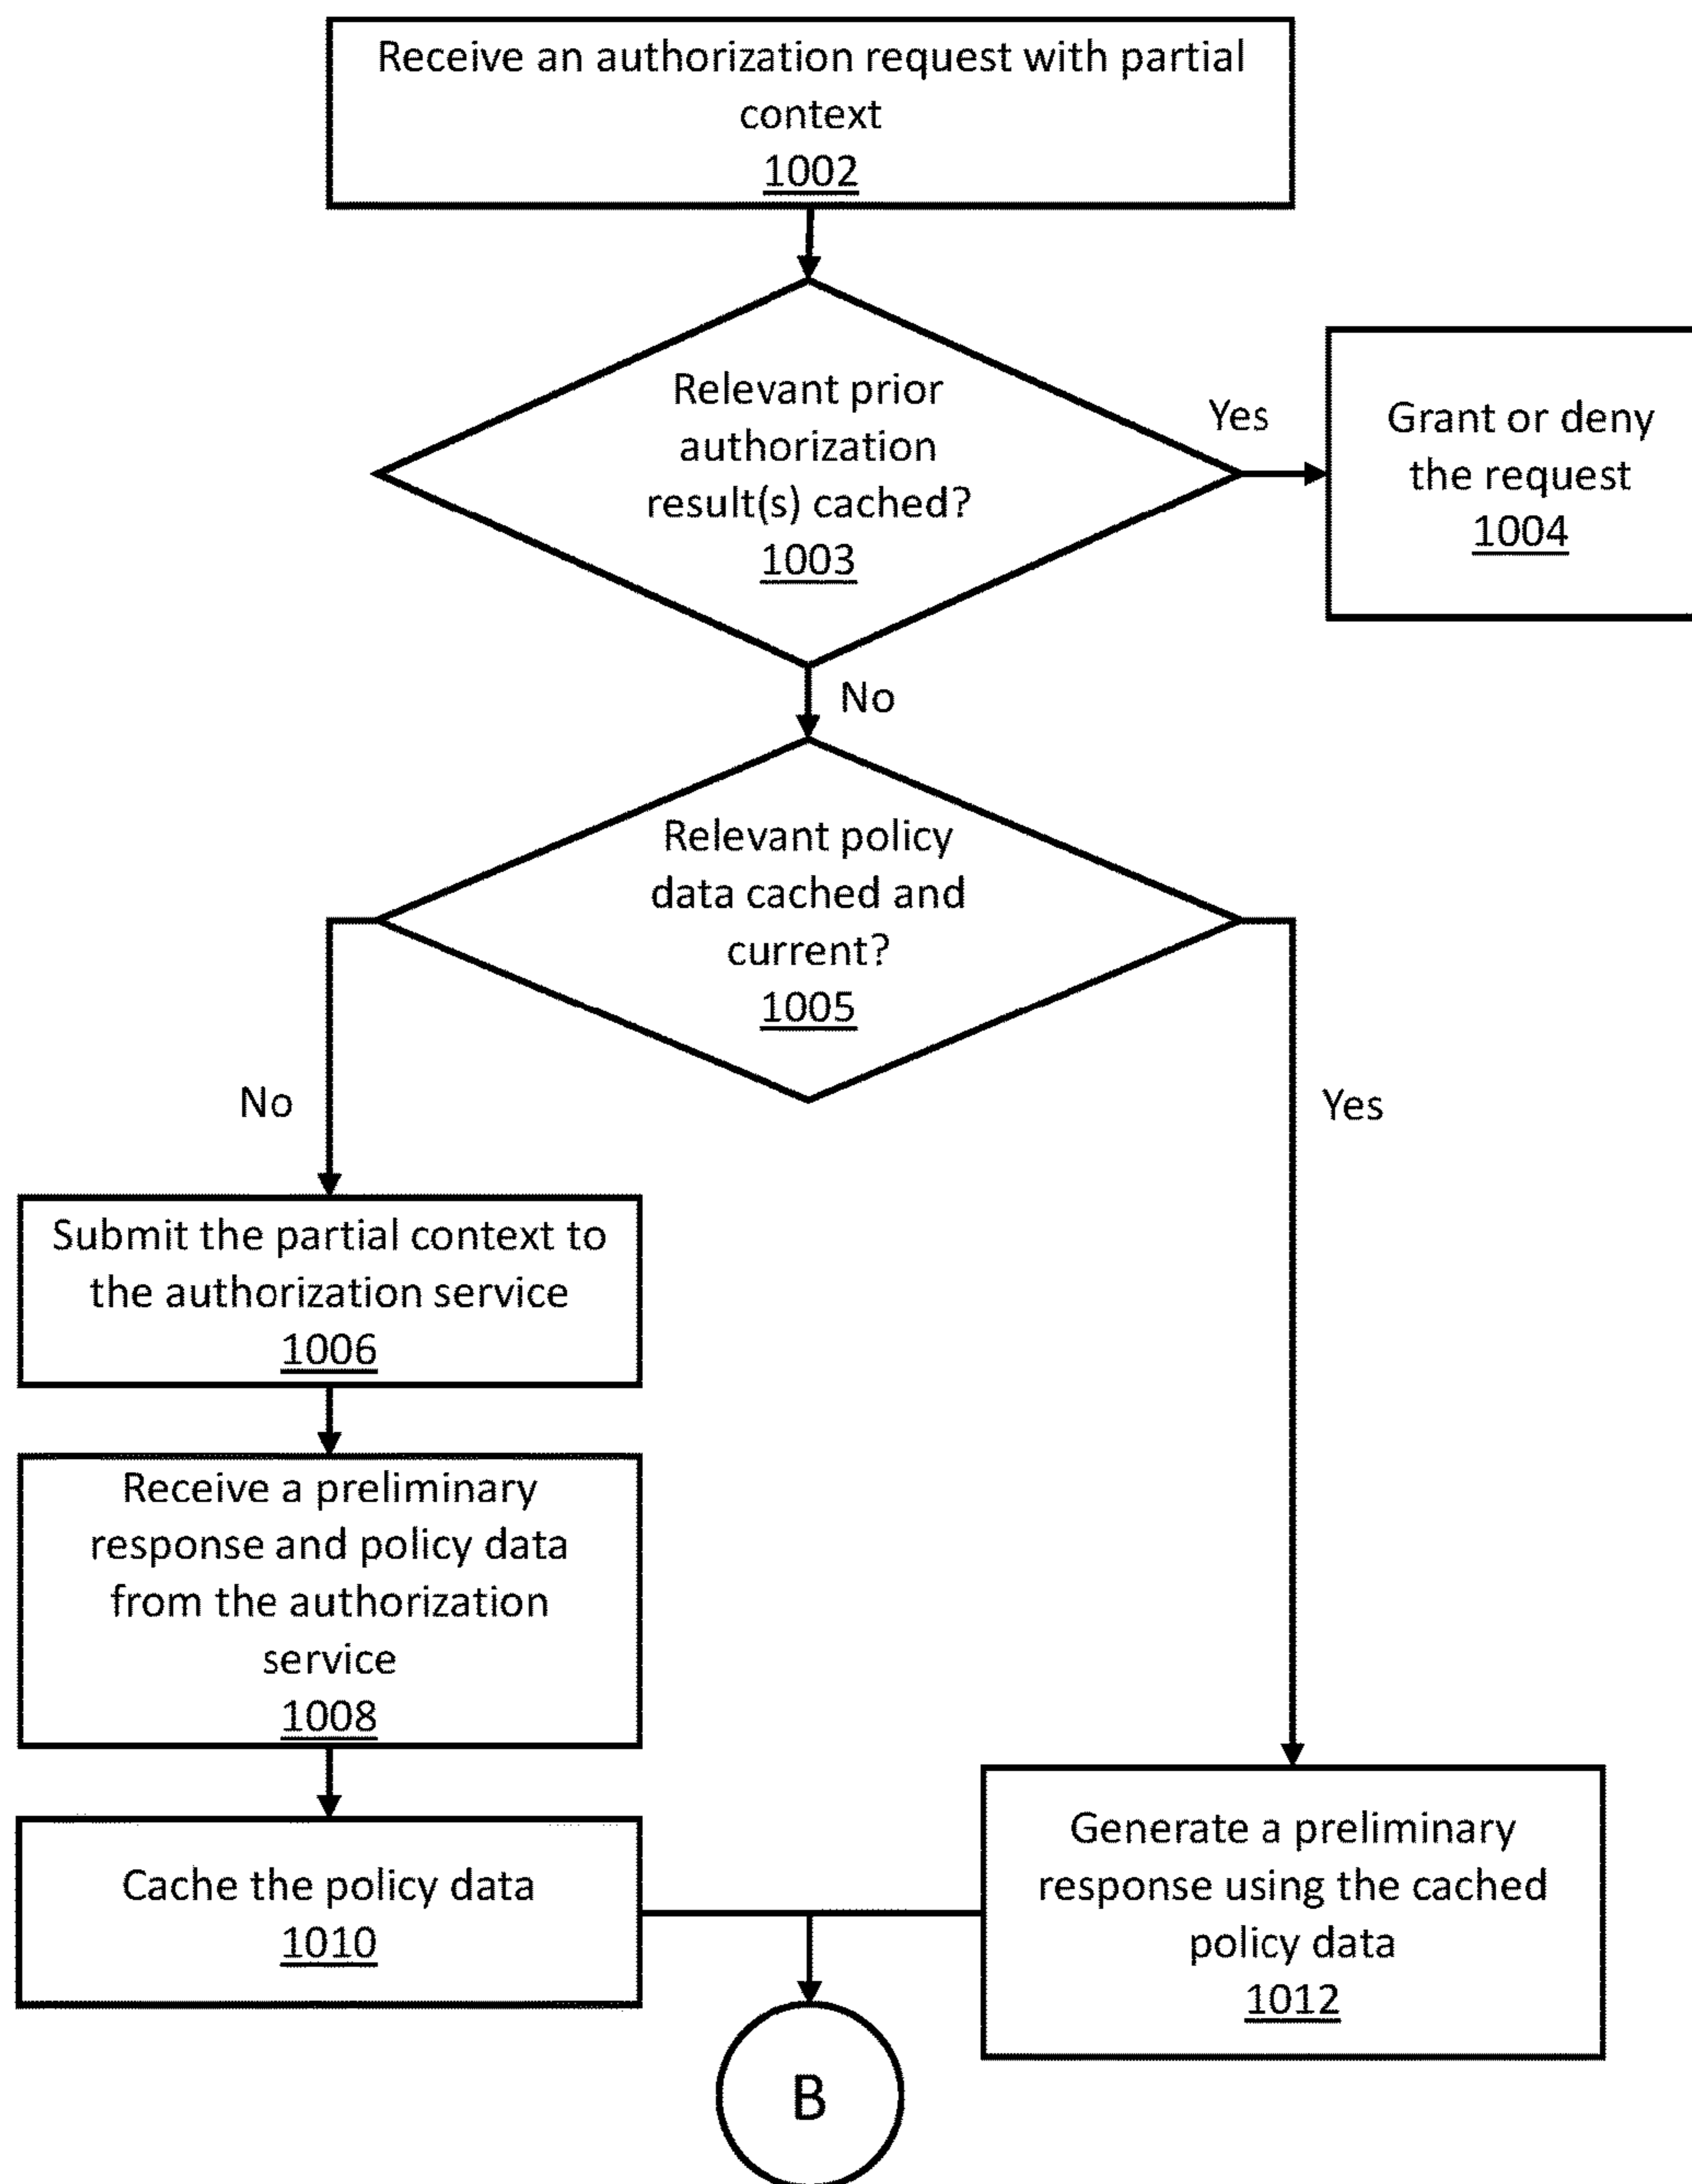 Receive an authorization request with partial
context
1002
Relevant prior
authorization
result(s) cached?
1003
Yes
Grant or deny
the request
1004
No
Relevant policy
data cached and
current?
1005
No
Yes
Submit the partial context to
the authorization service
1006
Receive a preliminary
response and policy data
from the authorization
service
1008
Cache the policy data
1010
Generate a preliminary
response using the cached
policy data
1012
B